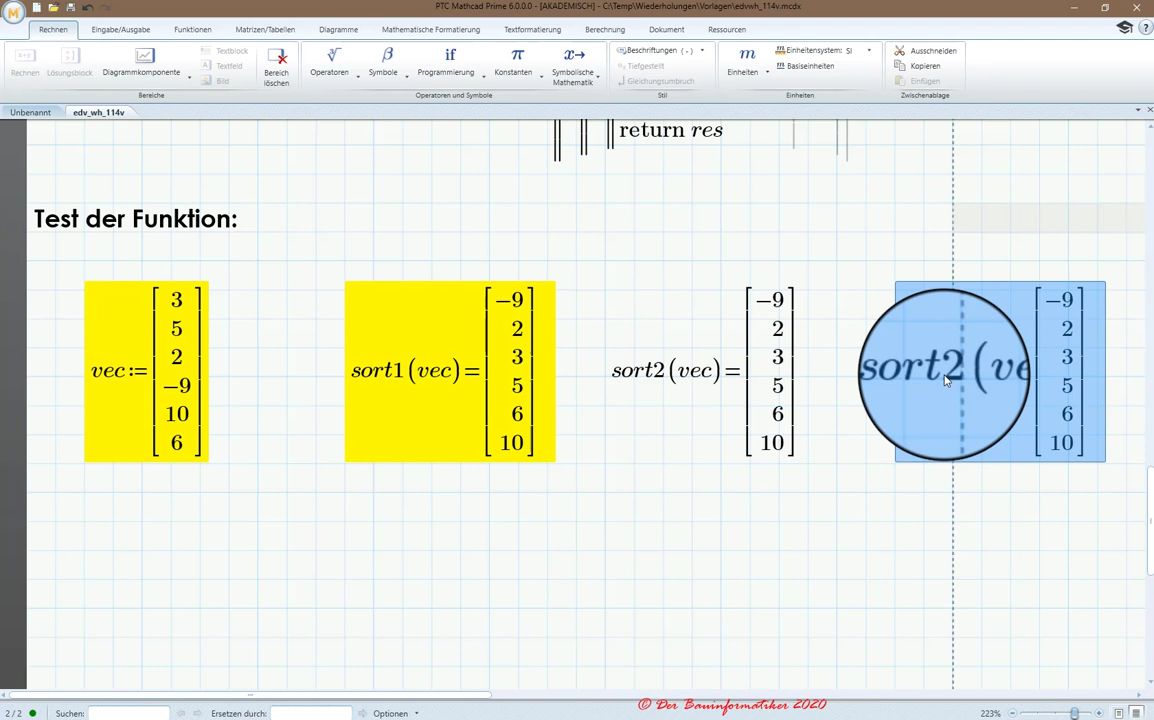 PTC Mathcad Prime 6.0.0.0 - [AKADEMISCH] - C:\Temp\Wiederholungen\Vorlagen\edvwh_114v.mcdx
Rechnen Eingabe/Ausgabe Funktionen Matrizen/Tabellen Diagramme Mathematische Formatierung Textformatierung Berechnung Dokument Ressourcen
Rechnen Lösungsblock Diagrammkomponente Textblock Textfeld Bild Bereich löschen
Operatoren Symbole Programmierung Konstanten Symbolische Mathematik
Beschriftungen ( - ) Tiefgestellt Gleichungsumbruch
Einheiten Einheitensystem: SI Basiseinheiten
Ausschneiden Kopieren Einfügen
Bereiche Operatoren und Symbole Stil Einheiten Zwischenablage
Unbenannt edv_wh_114v
return res
Test der Funktion:
vec := [3 5 2 −9 10 6]
sort1(vec) = [−9 2 3 5 6 10]
sort2(vec) = [−9 2 3 5 6 10]
sort2(ve [−9 2 3 5 6 10]
© Der Bauinformatiker 2020
2 / 2 Suchen: Ersetzen durch: Optionen 223%